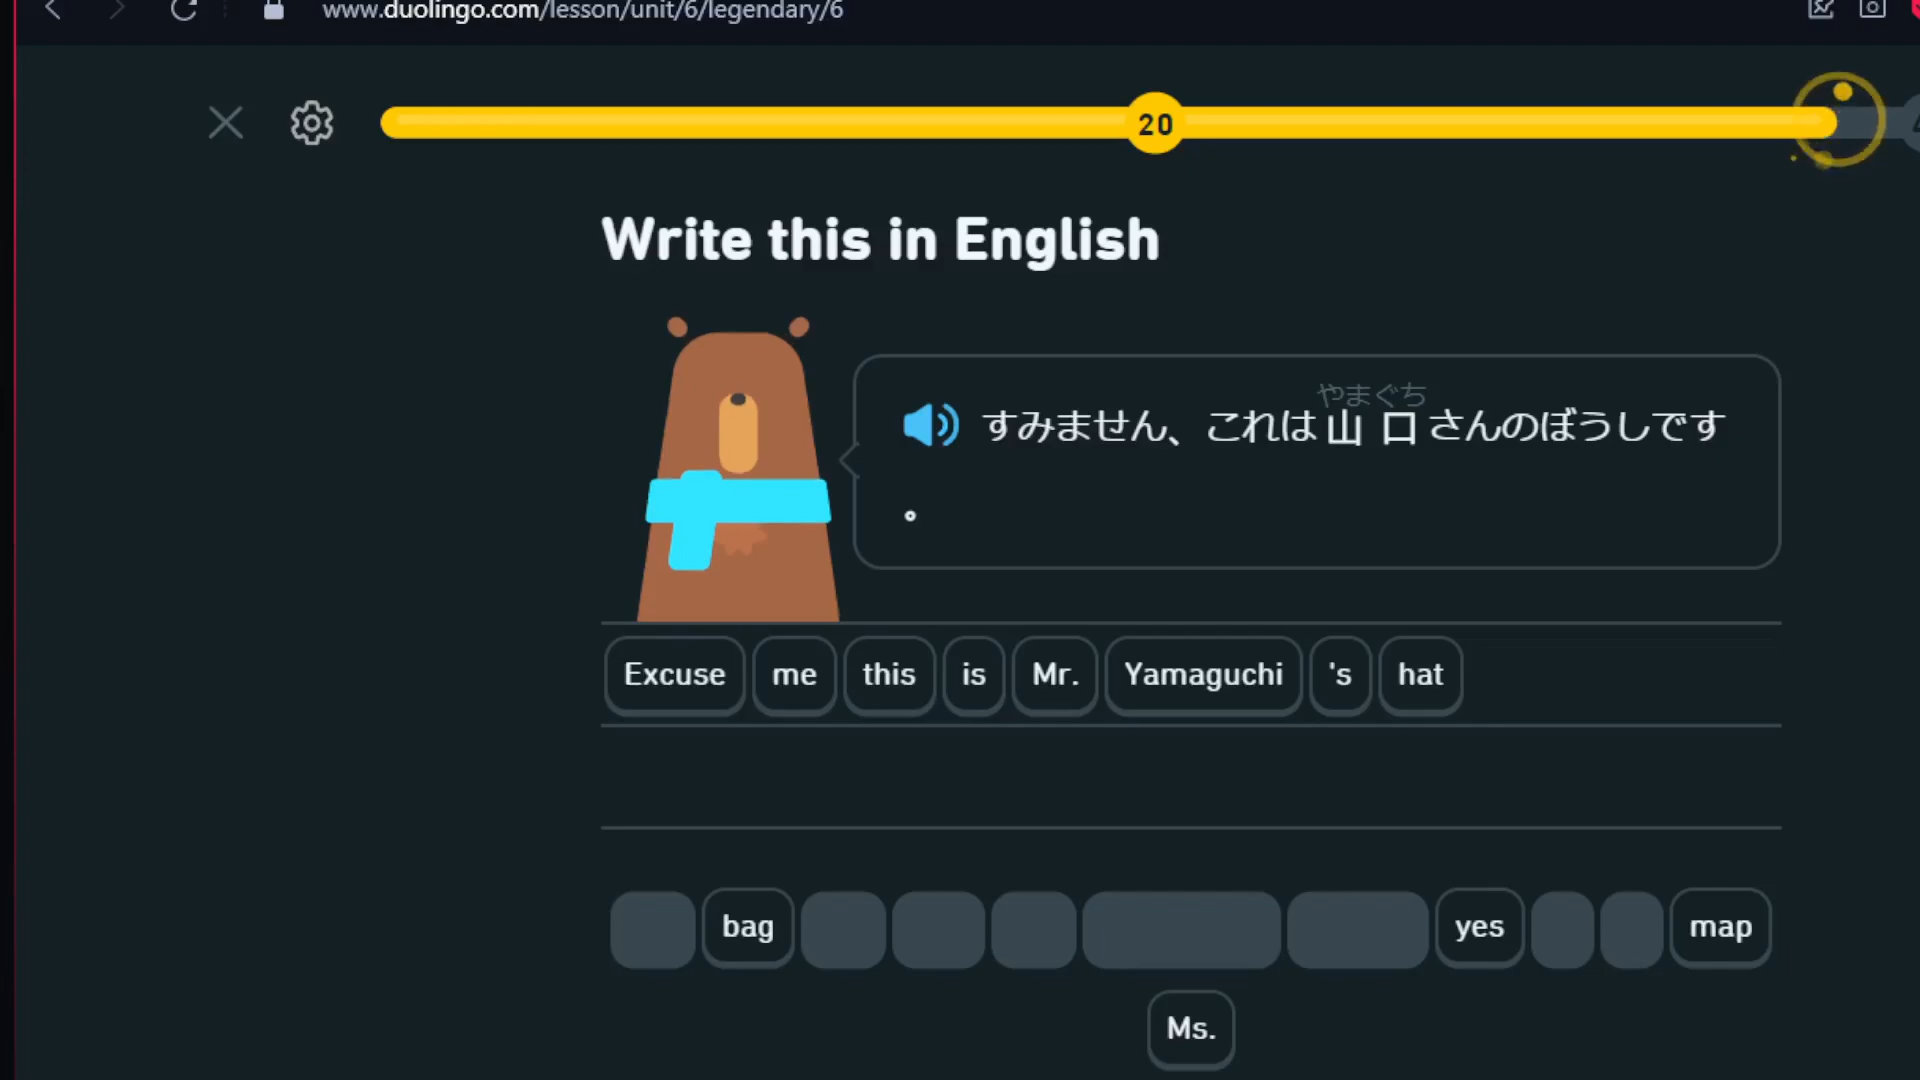 www.duolingo.com/lesson/unit/6/legendary/6
20
Write this in English
やまぐち
すみません、これは山口さんのぼうしです
。
Excuse me this is Mr. Yamaguchi 's hat
bag yes map
Ms.